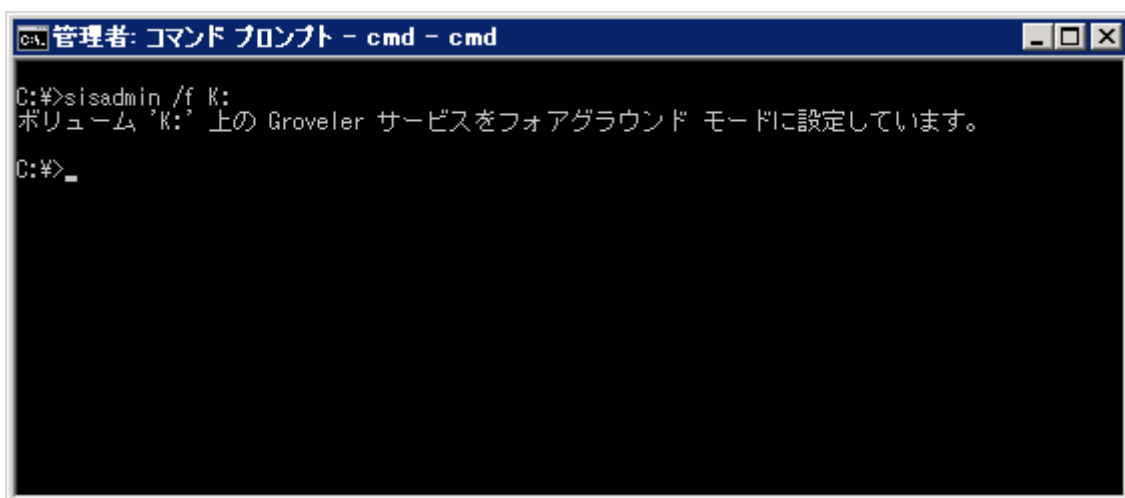 管理者: コマンド プロンプト - cmd - cmd
C:¥>sisadmin /f K:
ボリューム 'K:' 上の Groveler サービスをフォアグラウンド モードに設定しています。
C:¥>_